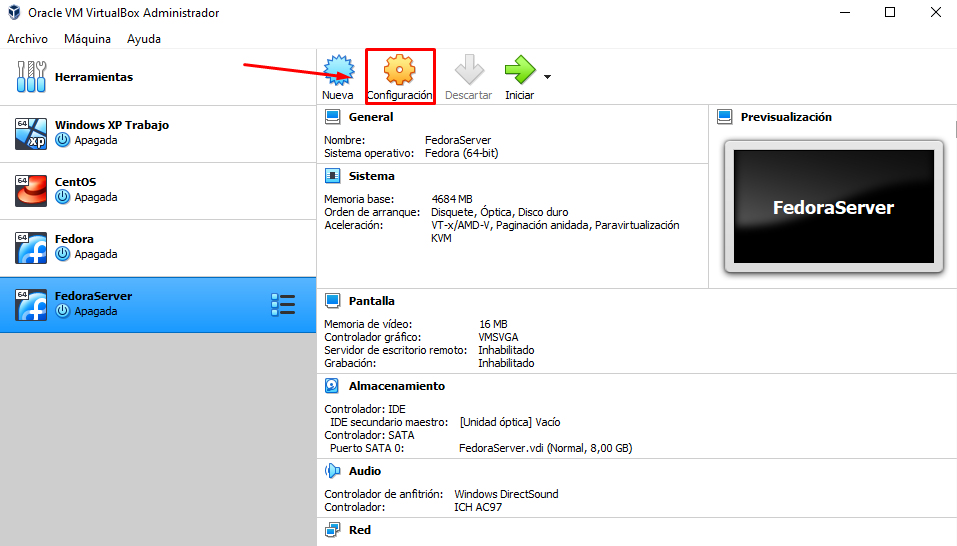 Oracle VM VirtualBox Administrador
Archivo Máquina Ayuda
Herramientas
64
xp
Windows XP Trabajo
Apagada
64
CentOS
Apagada
64
Fedora
Apagada
64
FedoraServer
Apagada
Nueva Configuración Descartar Iniciar
General
Nombre: FedoraServer
Sistema operativo: Fedora (64-bit)
Previsualización
FedoraServer
Sistema
Memoria base: 4684 MB
Orden de arranque: Disquete, Óptica, Disco duro
Aceleración: VT-x/AMD-V, Paginación anidada, Paravirtualización
KVM
Pantalla
Memoria de vídeo: 16 MB
Controlador gráfico: VMSVGA
Servidor de escritorio remoto: Inhabilitado
Grabación: Inhabilitado
Almacenamiento
Controlador: IDE
IDE secundario maestro: [Unidad óptica] Vacío
Controlador: SATA
Puerto SATA 0: FedoraServer.vdi (Normal, 8,00 GB)
Audio
Controlador de anfitrión: Windows DirectSound
Controlador: ICH AC97
Red